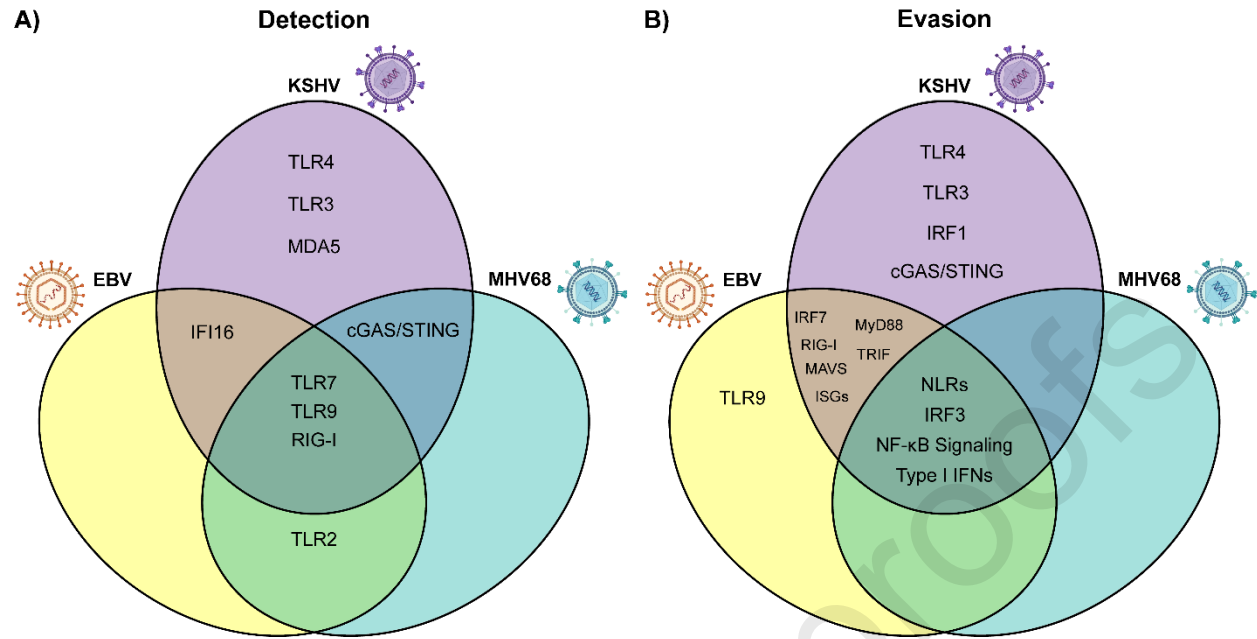 A)
Detection
KSHV
TLR4
TLR3
MDA5
EBV
MHV68
IFI16
cGAS/STING
TLR7
TLR9
RIG-I
TLR2
B)
Evasion
KSHV
TLR4
TLR3
IRF1
cGAS/STING
EBV
MHV68
IRF7
MyD88
RIG-I
TRIF
MAVS
ISGs
TLR9
NLRs
IRF3
NF-κB Signaling
Type I IFNs
roofs